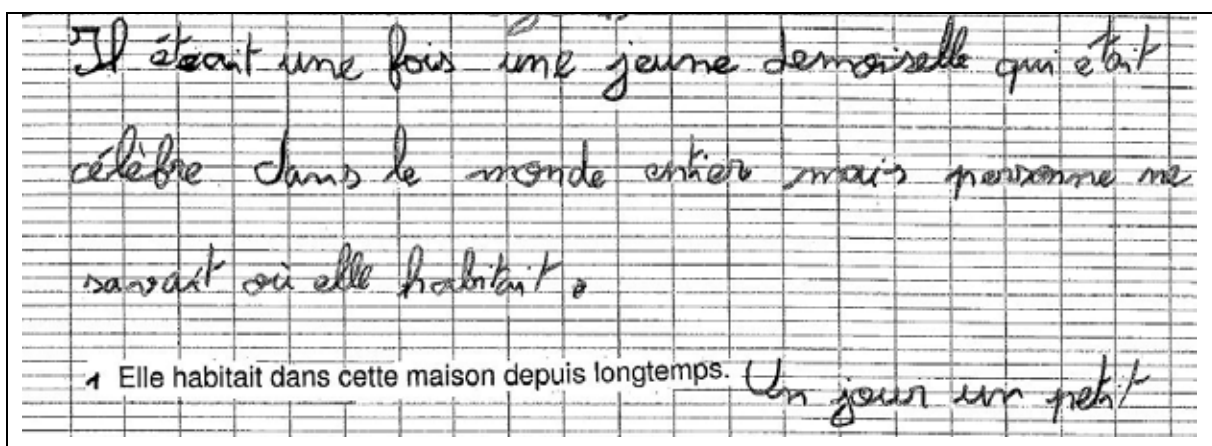 Il était une fois une jeune demoiselle qui était
célèbre dans le monde entier mais personne ne
savait où elle habitait.
1 Elle habitait dans cette maison depuis longtemps. Un jour un petit